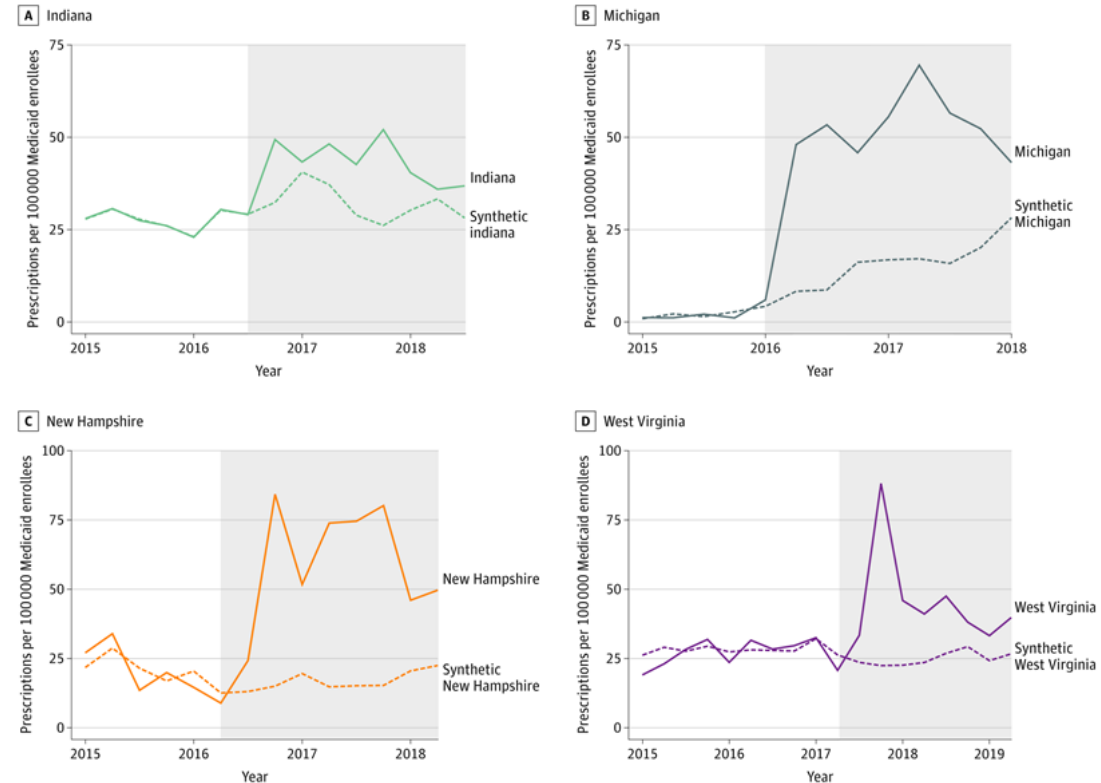 A Indiana
Prescriptions per 100 000 Medicaid enrollees
75
50
25
0
Indiana
Synthetic
indiana
2015 2016 2017 2018
Year
B Michigan
Prescriptions per 100 000 Medicaid enrollees
75
50
25
0
Michigan
Synthetic
Michigan
2015 2016 2017 2018
Year
C New Hampshire
Prescriptions per 100 000 Medicaid enrollees
100
75
50
25
0
New Hampshire
Synthetic
New Hampshire
2015 2016 2017 2018
Year
D West Virginia
Prescriptions per 100 000 Medicaid enrollees
100
75
50
25
0
West Virginia
Synthetic
West Virginia
2015 2016 2017 2018 2019
Year